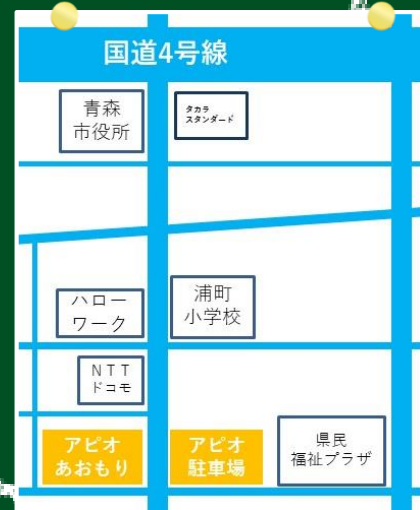 国道4号線
青森
市役所
タカラ
スタンダード
ハロー
ワーク
浦町
小学校
NTT
ドコモ
アピオ
あおもり
アピオ
駐車場
県民
福祉プラザ